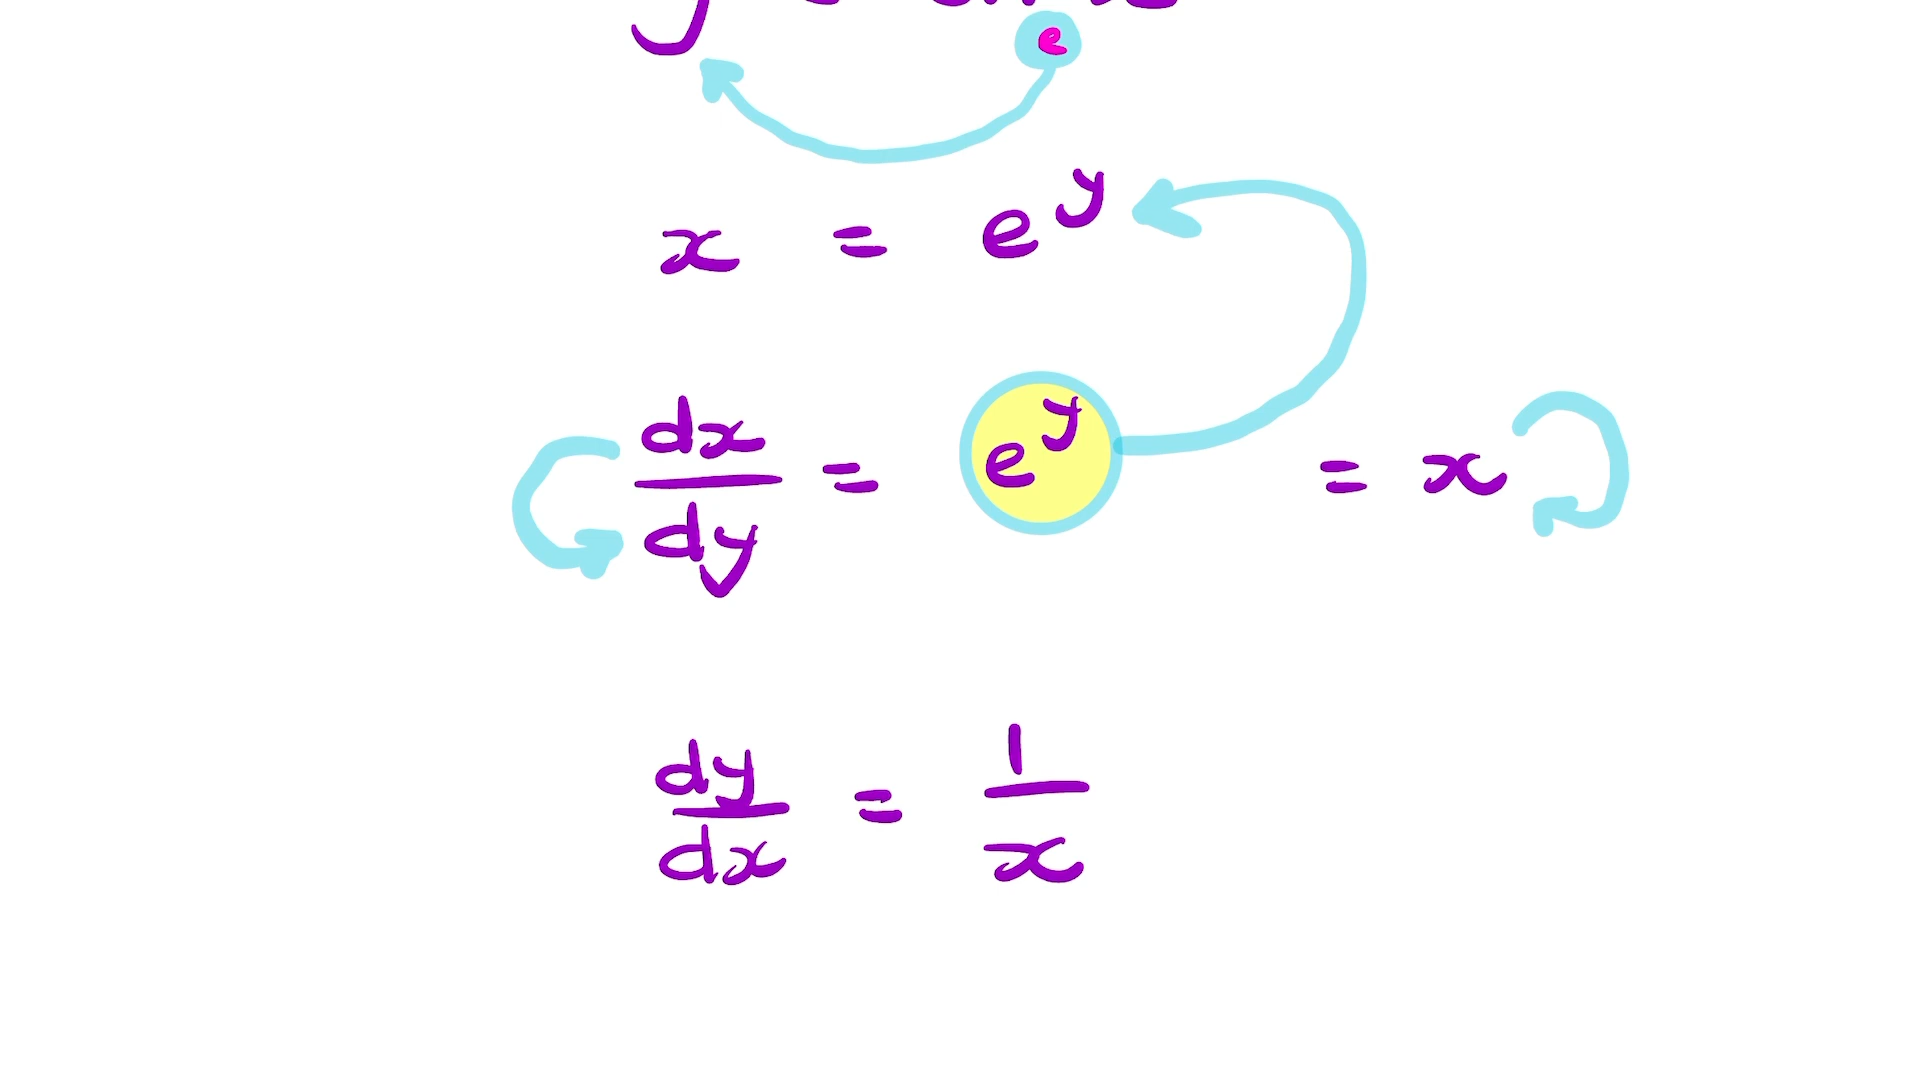 y =
e
x = e^y
dx/dy = e^y = x
dy/dx = 1/x